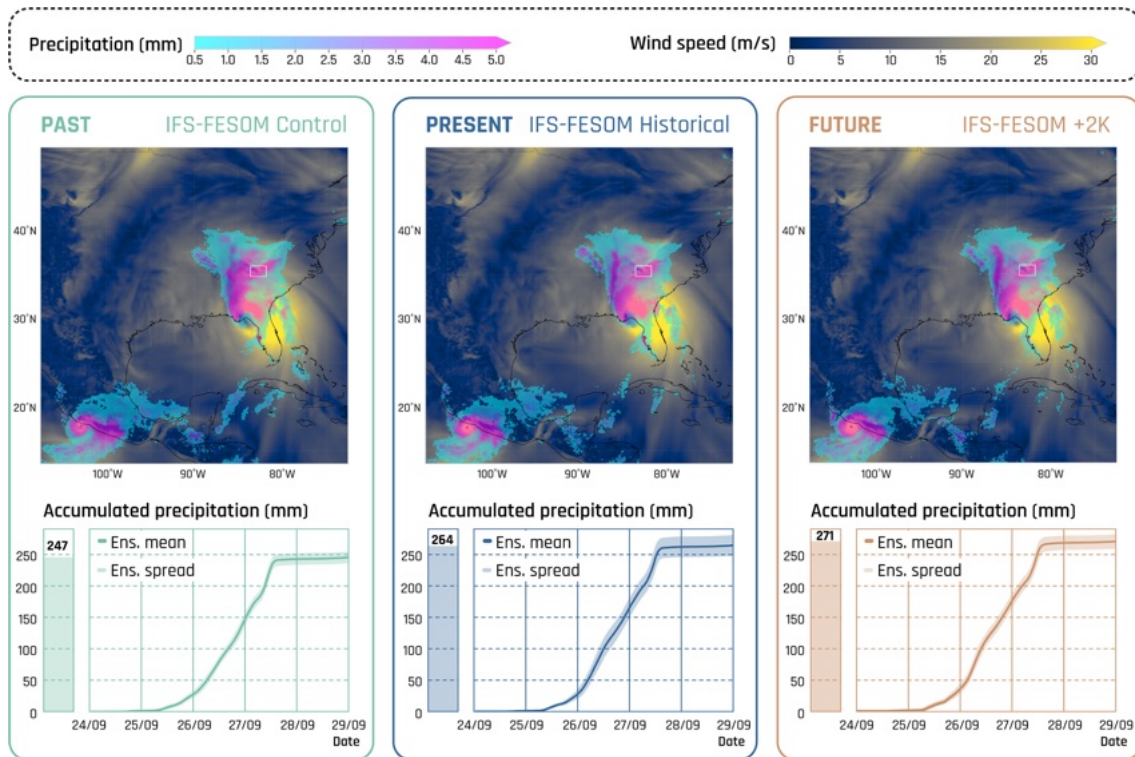 Precipitation (mm)
0.5 1.0 1.5 2.0 2.5 3.0 3.5 4.0 4.5 5.0
Wind speed (m/s)
0 5 10 15 20 25 30
PAST IFS-FESOM Control
40°N
30°N
20°N
100°W 90°W 80°W
Accumulated precipitation (mm)
247
Ens. mean
Ens. spread
250
200
150
100
50
0
24/09 25/09 26/09 27/09 28/09 29/09
Date
PRESENT IFS-FESOM Historical
40°N
30°N
20°N
100°W 90°W 80°W
Accumulated precipitation (mm)
264
Ens. mean
Ens. spread
250
200
150
100
50
0
24/09 25/09 26/09 27/09 28/09 29/09
Date
FUTURE IFS-FESOM +2K
40°N
30°N
20°N
100°W 90°W 80°W
Accumulated precipitation (mm)
271
Ens. mean
Ens. spread
250
200
150
100
50
0
24/09 25/09 26/09 27/09 28/09 29/09
Date